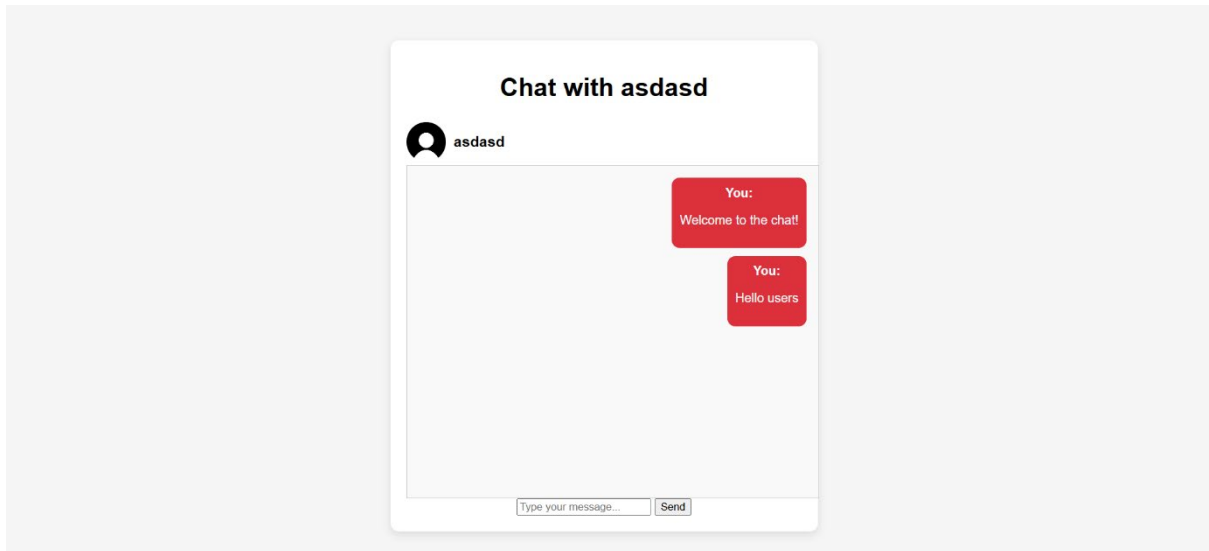 Chat with asdasd
asdasd
You:
Welcome to the chat!
You:
Hello users
Type your message... Send